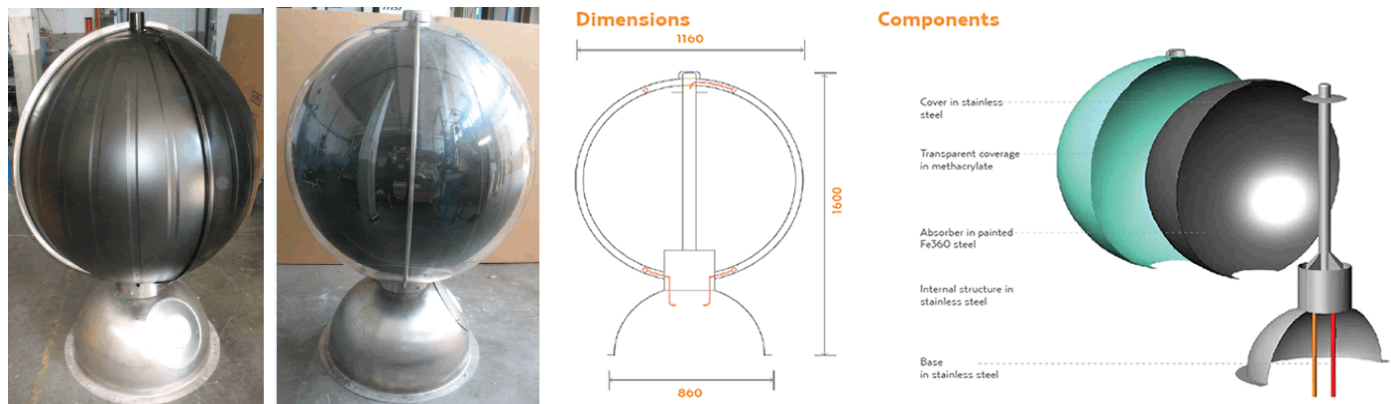 Dimensions
1160
1600
860
Components
Cover in stainless
steel
Transparent coverage
in methacrylate
Absorber in painted
Fe360 steel
Internal structure in
stainless steel
Base
in stainless steel